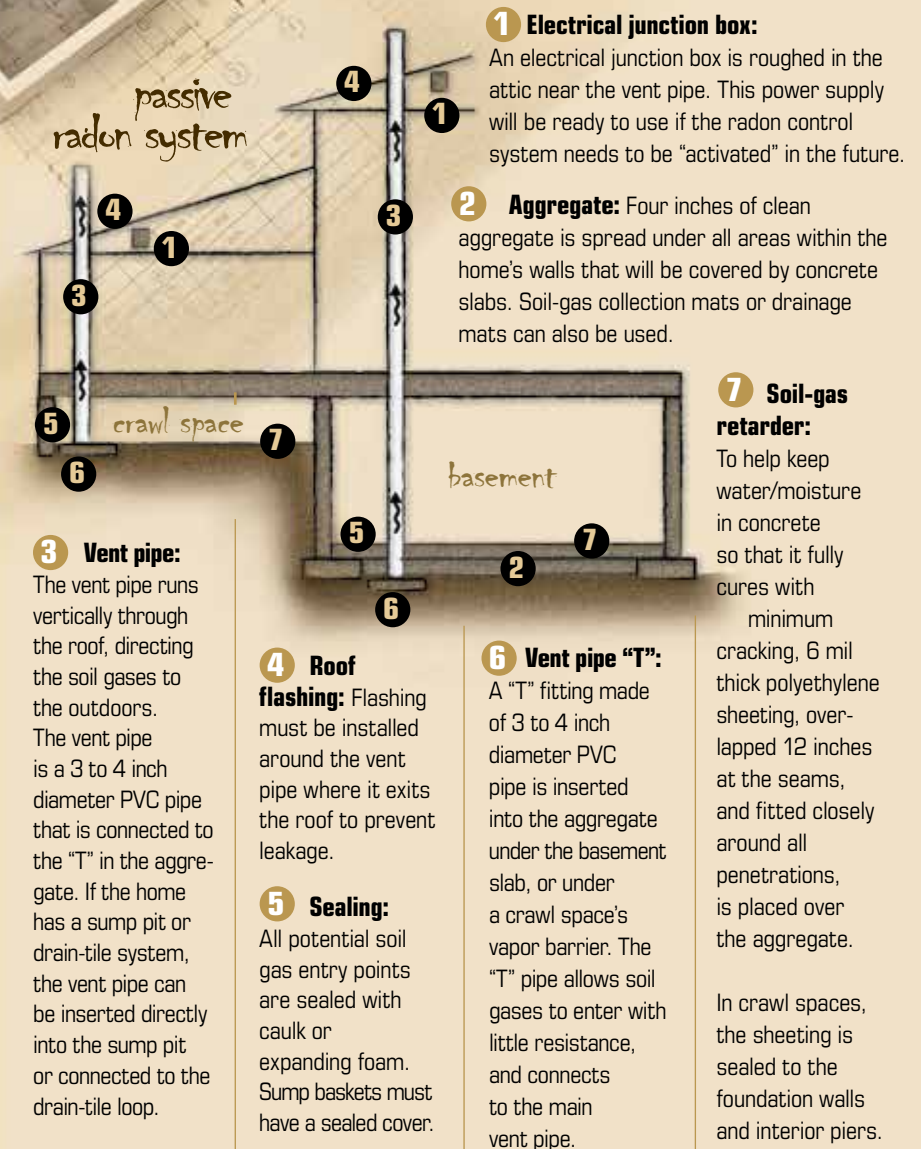 passive
radon system
4
1
3
4
1
3
5
crawl space
7
6
basement
5
7
2
6
1 Electrical junction box:
An electrical junction box is roughed in the
attic near the vent pipe. This power supply
will be ready to use if the radon control
system needs to be “activated” in the future.
2 Aggregate: Four inches of clean
aggregate is spread under all areas within the
home’s walls that will be covered by concrete
slabs. Soil-gas collection mats or drainage
mats can also be used.
3 Vent pipe:
The vent pipe runs
vertically through
the roof, directing
the soil gases to
the outdoors.
The vent pipe
is a 3 to 4 inch
diameter PVC pipe
that is connected to
the “T” in the aggre-
gate. If the home
has a sump pit or
drain-tile system,
the vent pipe can
be inserted directly
into the sump pit
or connected to the
drain-tile loop.
4 Roof
flashing: Flashing
must be installed
around the vent
pipe where it exits
the roof to prevent
leakage.
5 Sealing:
All potential soil
gas entry points
are sealed with
caulk or
expanding foam.
Sump baskets must
have a sealed cover.
6 Vent pipe “T”:
A “T” fitting made
of 3 to 4 inch
diameter PVC
pipe is inserted
into the aggregate
under the basement
slab, or under
a crawl space’s
vapor barrier. The
“T” pipe allows soil
gases to enter with
little resistance,
and connects
to the main
vent pipe.
7 Soil-gas
retarder:
To help keep
water/moisture
in concrete
so that it fully
cures with
minimum
cracking, 6 mil
thick polyethylene
sheeting, over-
lapped 12 inches
at the seams,
and fitted closely
around all
penetrations,
is placed over
the aggregate.
In crawl spaces,
the sheeting is
sealed to the
foundation walls
and interior piers.